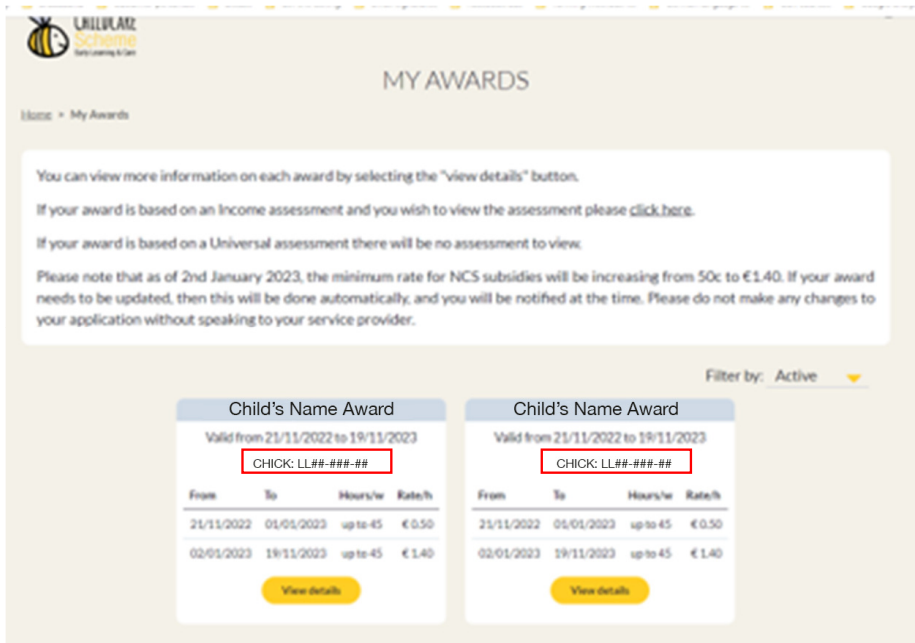 CHILDCARE
Scheme
Early Learning & Care
MY AWARDS
Home > My Awards
You can view more information on each award by selecting the "view details" button.
If your award is based on an Income assessment and you wish to view the assessment please click here.
If your award is based on a Universal assessment there will be no assessment to view.
Please note that as of 2nd January 2023, the minimum rate for NCS subsidies will be increasing from 50c to €1.40. If your award
needs to be updated, then this will be done automatically, and you will be notified at the time. Please do not make any changes to
your application without speaking to your service provider.
Filter by: Active
Child's Name Award
Valid from 21/11/2022 to 19/11/2023
CHICK: LL##-###-##
From To Hours/w Rate/h
21/11/2022 01/01/2023 up to 45 €0.50
02/01/2023 19/11/2023 up to 45 €1.40
View details
Child's Name Award
Valid from 21/11/2022 to 19/11/2023
CHICK: LL##-###-##
From To Hours/w Rate/h
21/11/2022 01/01/2023 up to 45 €0.50
02/01/2023 19/11/2023 up to 45 €1.40
View details